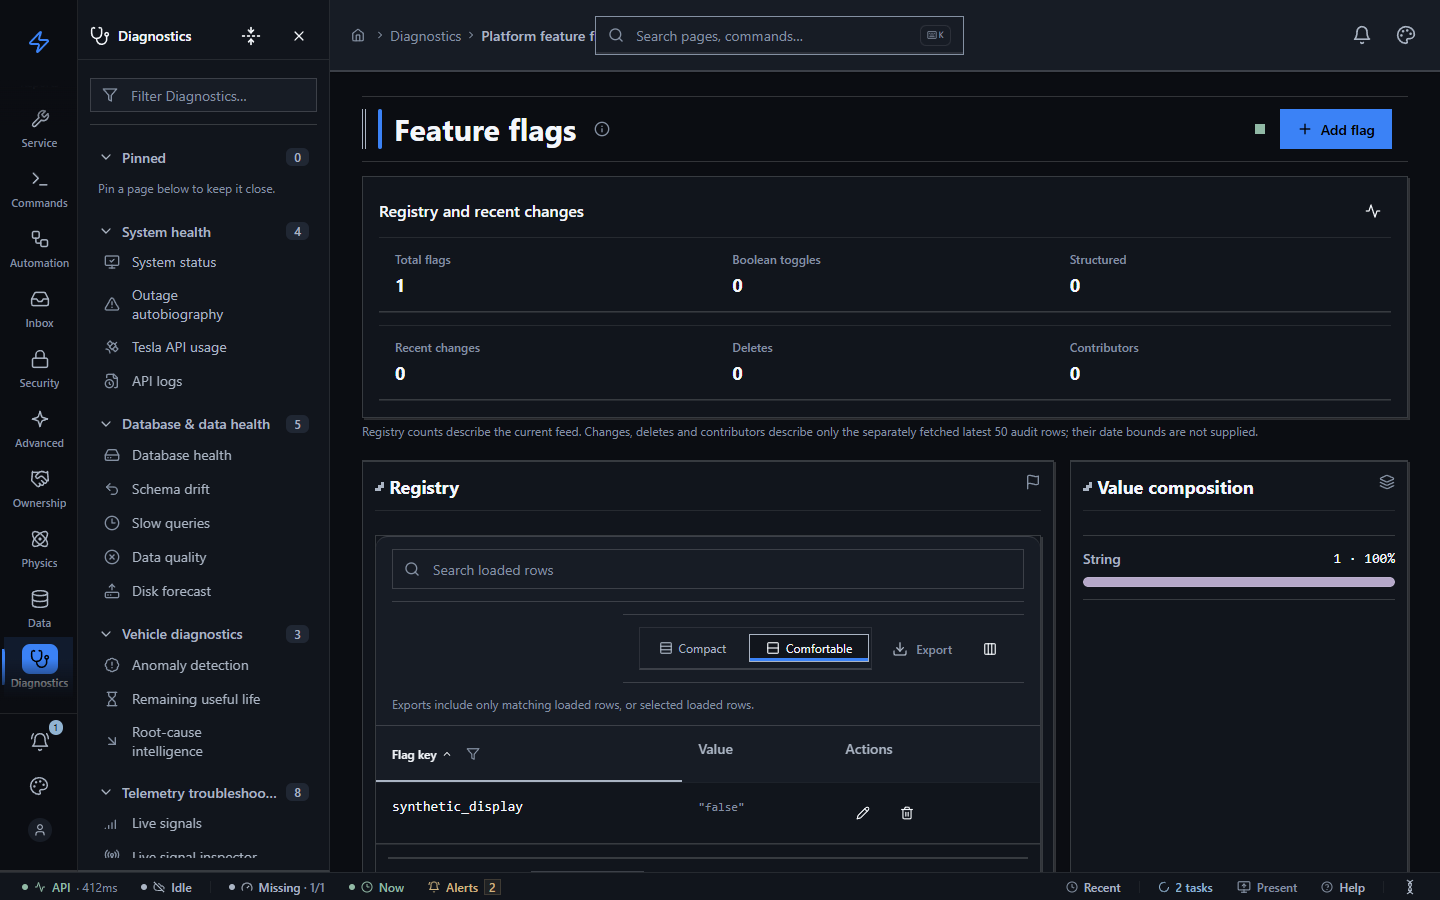 Service
Commands
Automation
Inbox
Security
Advanced
Ownership
Physics
Data
Diagnostics
1
Diagnostics
Filter Diagnostics...
Pinned 0
Pin a page below to keep it close.
System health 4
System status
Outage
autobiography
Tesla API usage
API logs
Database & data health 5
Database health
Schema drift
Slow queries
Data quality
Disk forecast
Vehicle diagnostics 3
Anomaly detection
Remaining useful life
Root-cause
intelligence
Telemetry troubleshoo... 8
Live signals
Live signal inspector
Diagnostics Platform feature f
Search pages, commands... K
Feature flags
Add flag
Registry and recent changes
Total flags Boolean toggles Structured
1 0 0
Recent changes Deletes Contributors
0 0 0
Registry counts describe the current feed. Changes, deletes and contributors describe only the separately fetched latest 50 audit rows; their date bounds are not supplied.
Registry
Search loaded rows
Compact Comfortable Export
Exports include only matching loaded rows, or selected loaded rows.
Flag key Value Actions
synthetic_display "false"
Value composition
String 1 · 100%
API · 412ms Idle Missing · 1/1 Now Alerts 2 Recent 2 tasks Present Help